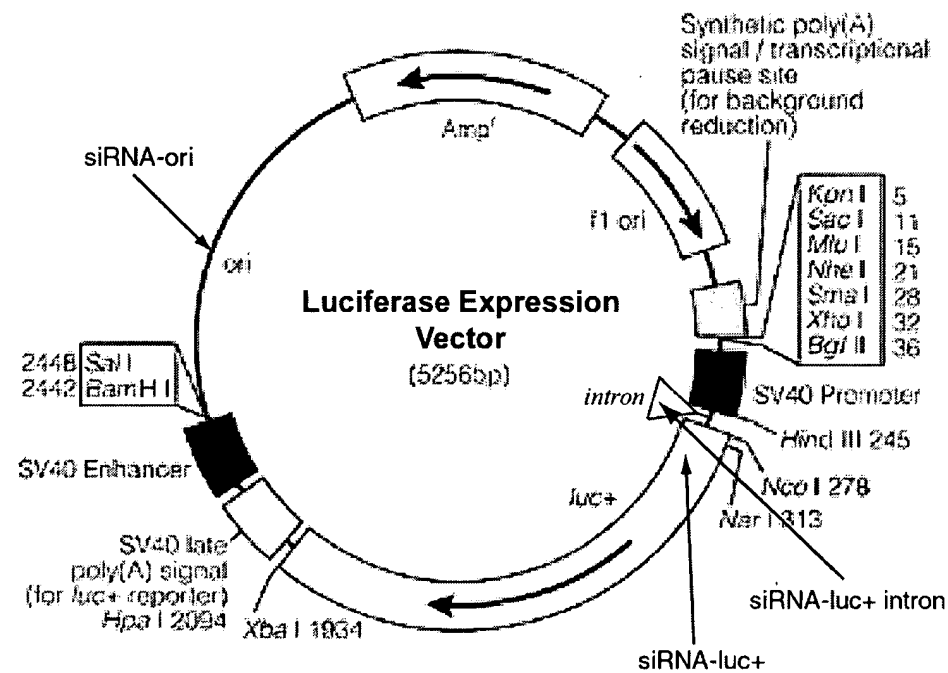 Synthetic poly(A)
signal / transcriptional
pause site
(for background
reduction)
Ampr
siRNA-ori
f1 ori
ori
Kpn I 5
Sac I 11
Mlu I 15
Nhe I 21
Sma I 28
Xho I 32
Bgl II 36
Luciferase Expression
Vector
(5256bp)
2448 Sal I
2442 BamH I
intron
SV40 Promoter
Hind III 245
SV40 Enhancer
Nco I 278
luc+
Nar I 313
SV40 late
poly(A) signal
(for luc+ reporter)
Hpa I 2094
Xba I 1934
siRNA-luc+ intron
siRNA-luc+